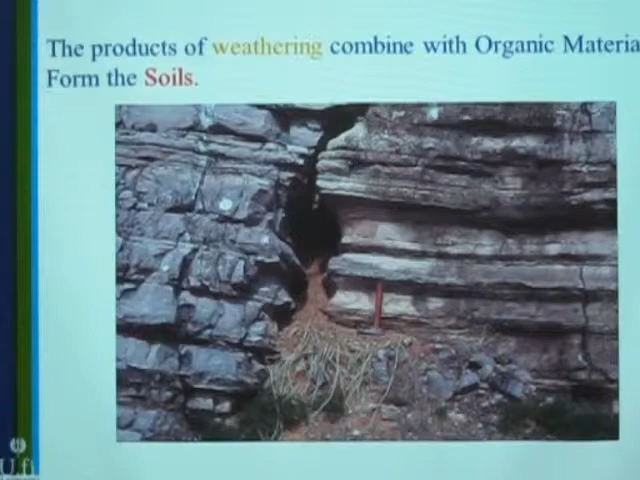 The products of weathering combine with Organic Materia
Form the Soils.